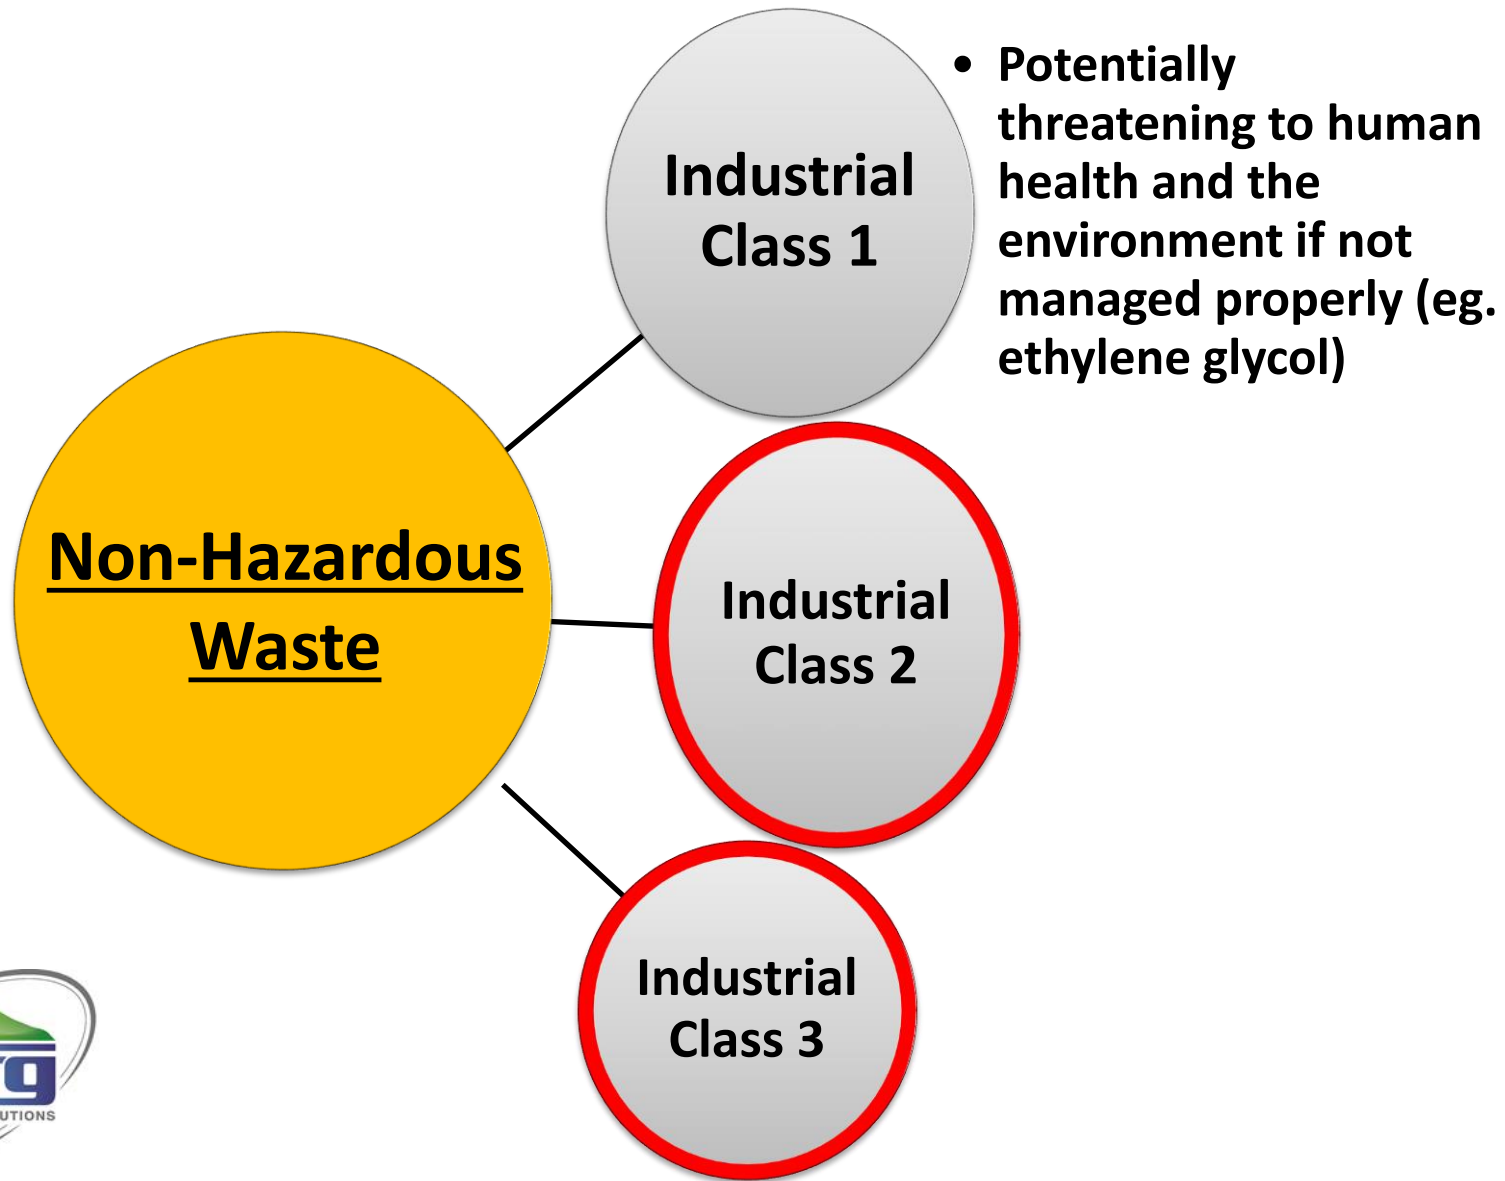 Non-Hazardous
Waste
Industrial
Class 1
• Potentially
threatening to human
health and the
environment if not
managed properly (eg.
ethylene glycol)
Industrial
Class 2
Industrial
Class 3